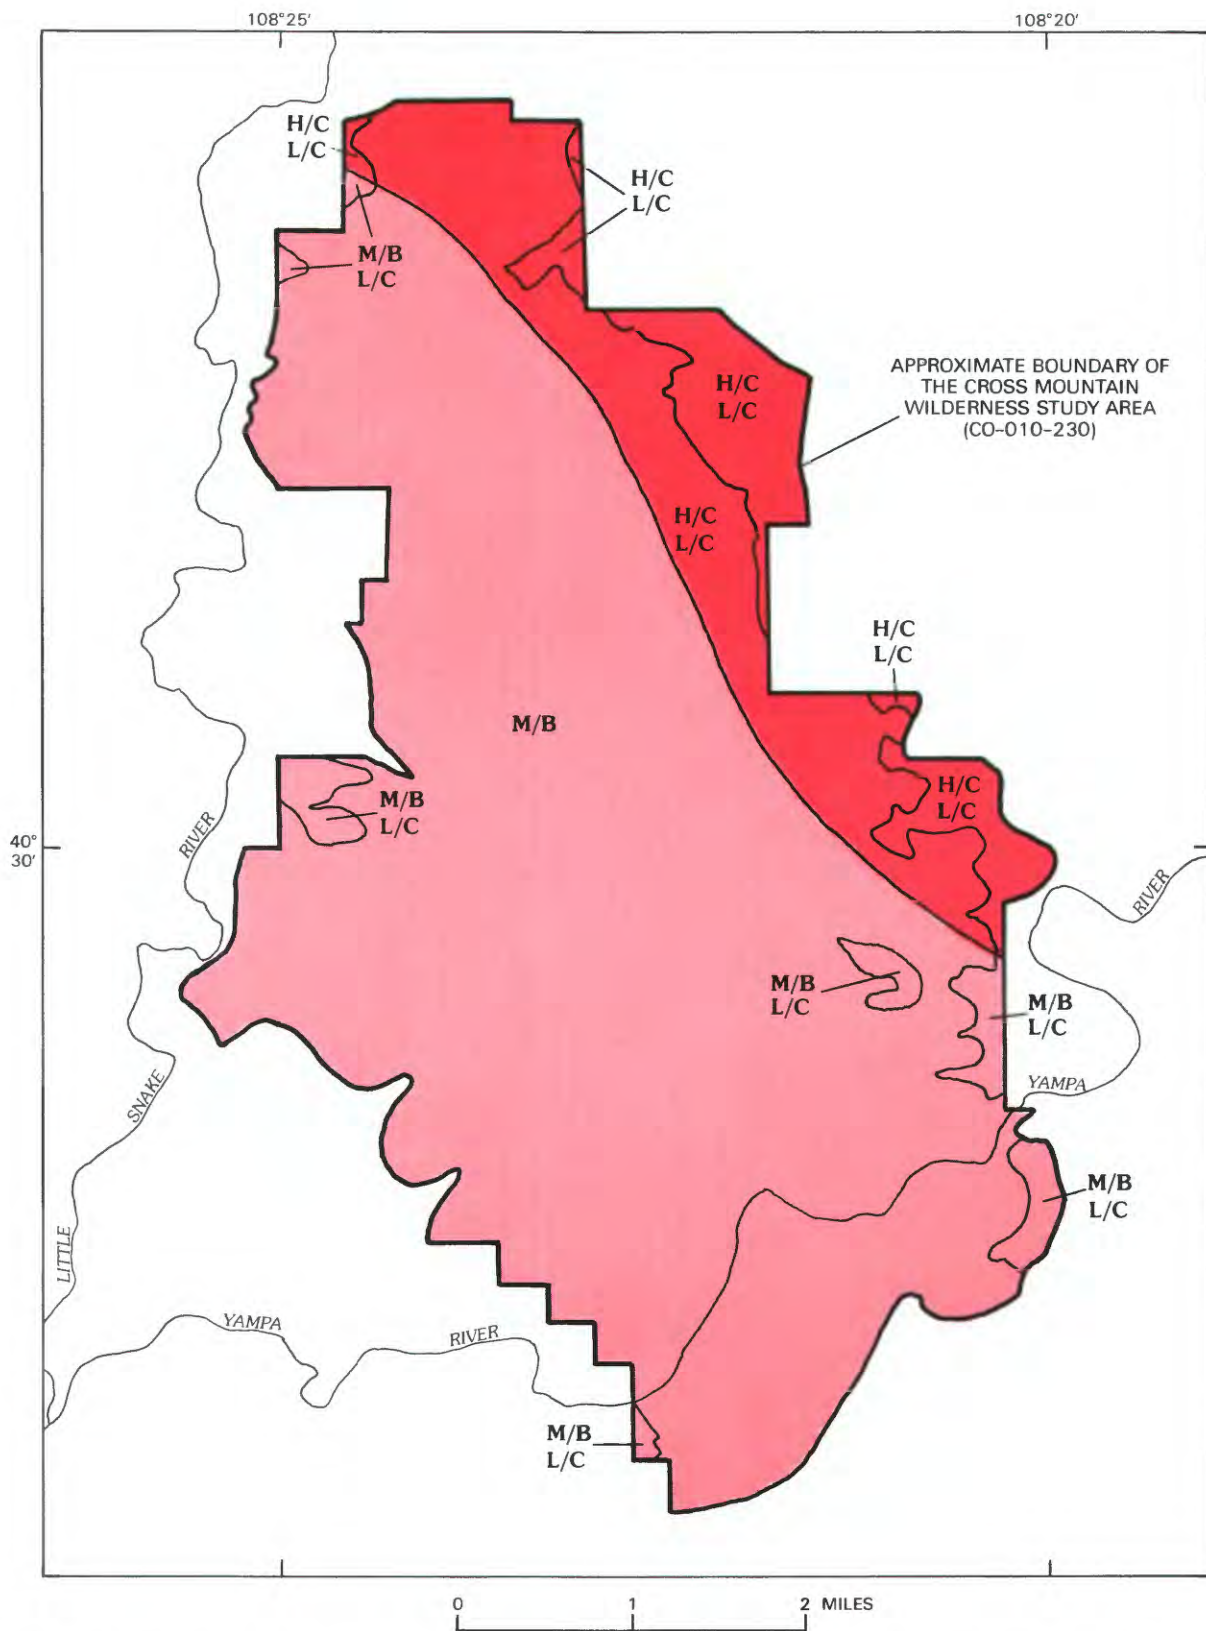 108°25′
108°20′
H/C
L/C
H/C
L/C
M/B
L/C
APPROXIMATE BOUNDARY OF
THE CROSS MOUNTAIN
WILDERNESS STUDY AREA
(CO-010-230)
H/C
L/C
H/C
L/C
H/C
L/C
M/B
M/B
L/C
H/C
L/C
40°
30′
RIVER
RIVER
M/B
L/C
M/B
L/C
SNAKE
YAMPA
M/B
L/C
LITTLE
YAMPA
RIVER
M/B
L/C
0 1 2 MILES